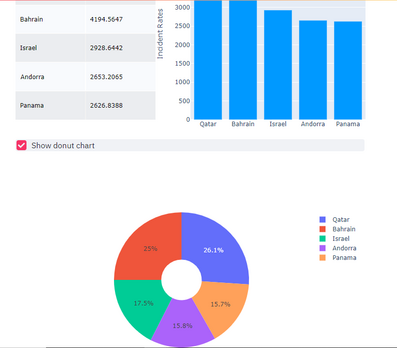 Bahrain 4194.5647
Israel 2928.6442
Andorra 2653.2065
Panama 2626.8388
Incident Rates
3000
2500
2000
1500
1000
500
0
Qatar Bahrain Israel Andorra Panama
Show donut chart
25%
26.1%
17.5%
15.7%
15.8%
Qatar
Bahrain
Israel
Andorra
Panama